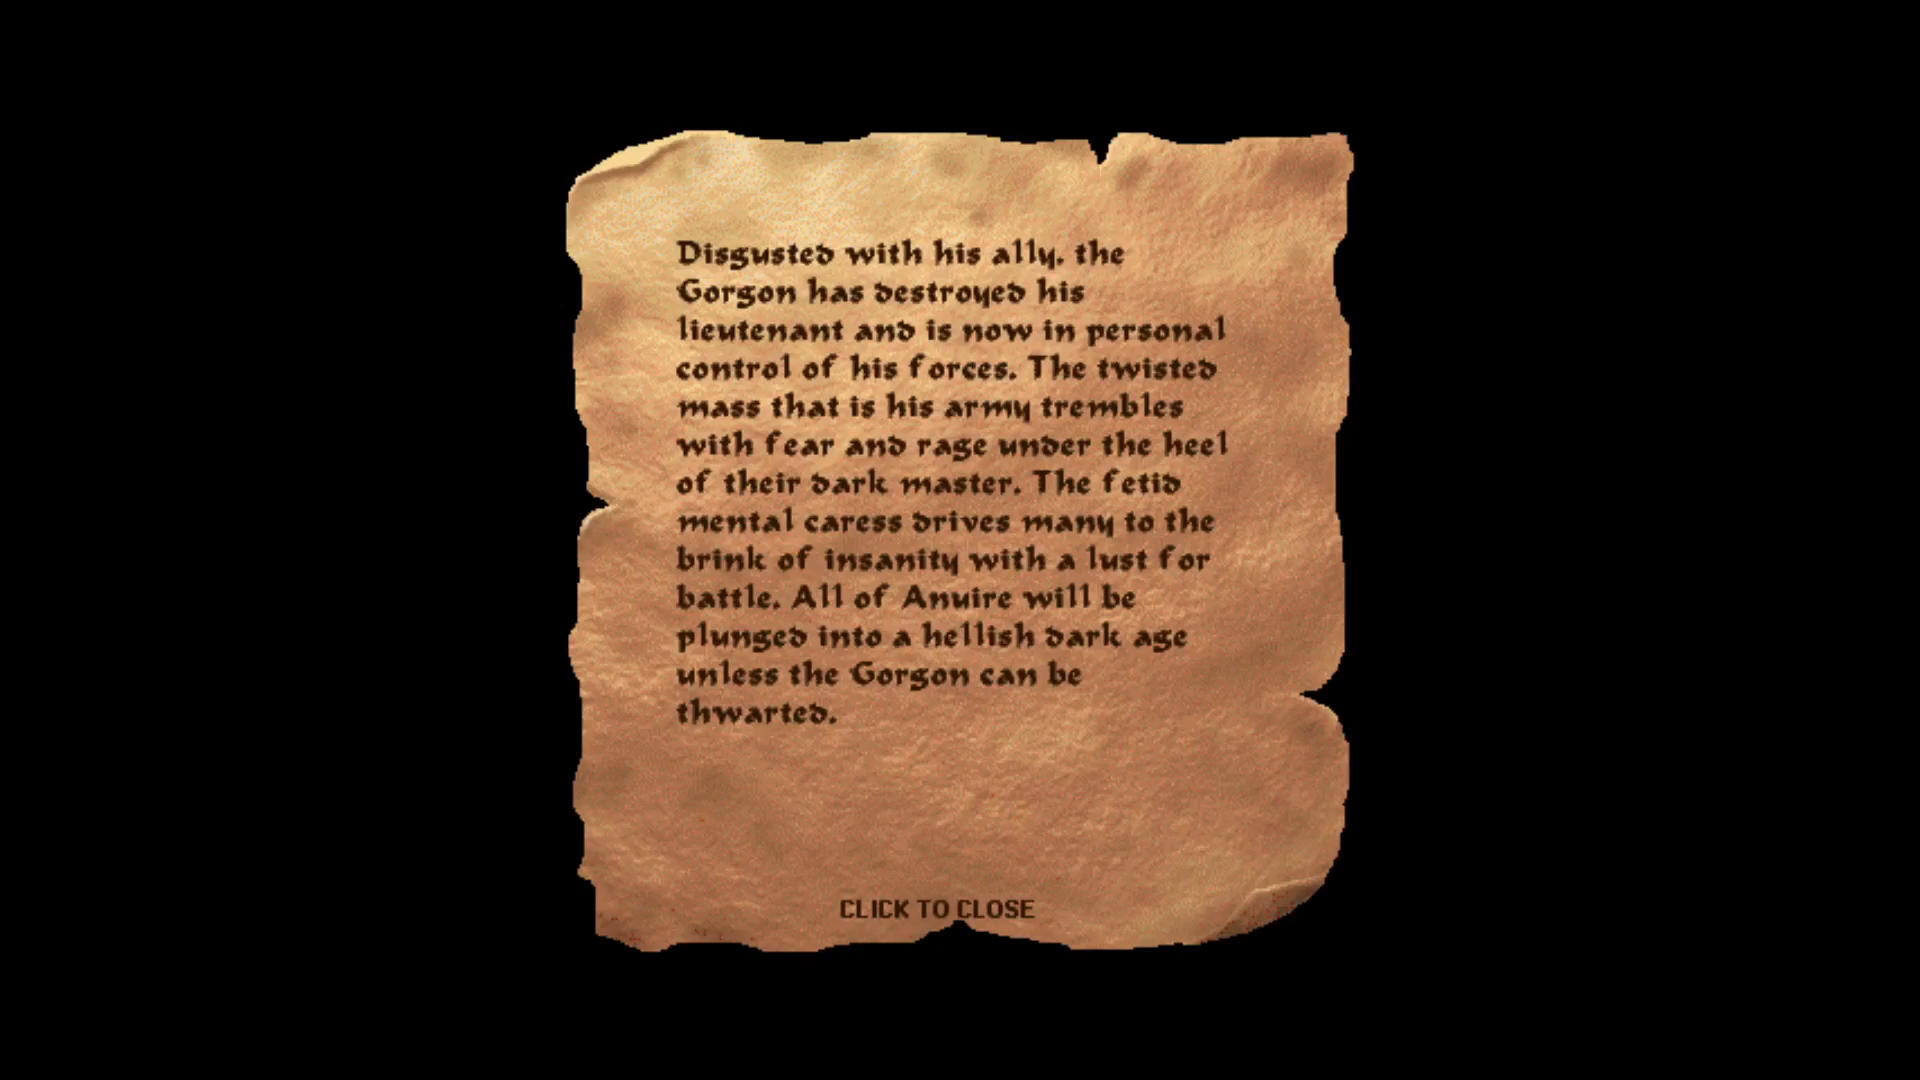 Disgusted with his ally, the
Gorgon has destroyed his
lieutenant and is now in personal
control of his forces. The twisted
mass that is his army trembles
with fear and rage under the heel
of their dark master. The fetid
mental caress drives many to the
brink of insanity with a lust for
battle. All of Anuire will be
plunged into a hellish dark age
unless the Gorgon can be
thwarted.
CLICK TO CLOSE